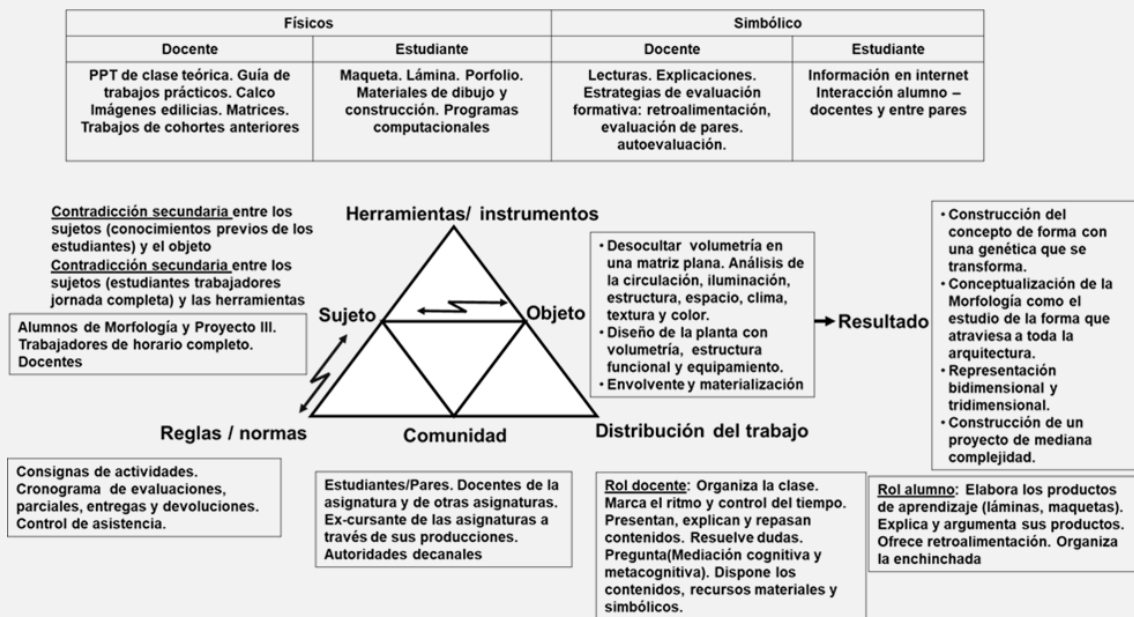 Físicos
Simbólico
Docente
Estudiante
Docente
Estudiante
PPT de clase teórica. Guía de
trabajos prácticos. Calco
Imágenes edilicias. Matrices.
Trabajos de cohortes anteriores
Maqueta. Lámina. Porfolio.
Materiales de dibujo y
construcción. Programas
computacionales
Lecturas. Explicaciones.
Estrategias de evaluación
formativa: retroalimentación,
evaluación de pares.
autoevaluación.
Información en internet
Interacción alumno –
docentes y entre pares
Contradicción secundaria entre los
sujetos (conocimientos previos de los
estudiantes) y el objeto
Contradicción secundaria entre los
sujetos (estudiantes trabajadores
jornada completa) y las herramientas
Herramientas/ instrumentos
Sujeto
Objeto
Alumnos de Morfología y Proyecto III.
Trabajadores de horario completo.
Docentes
• Desocultar volumetría en
una matriz plana. Análisis de
la circulación, iluminación,
estructura, espacio, clima,
textura y color.
• Diseño de la planta con
volumetría, estructura
funcional y equipamiento.
• Envolvente y materialización
Resultado
• Construcción del
concepto de forma con
una genética que se
transforma.
• Conceptualización de la
Morfología como el
estudio de la forma que
atraviesa a toda la
arquitectura.
• Representación
bidimensional y
tridimensional.
• Construcción de un
proyecto de mediana
complejidad.
Reglas / normas
Comunidad
Distribución del trabajo
Consignas de actividades.
Cronograma de evaluaciones,
parciales, entregas y devoluciones.
Control de asistencia.
Estudiantes/Pares. Docentes de la
asignatura y de otras asignaturas.
Ex-cursante de las asignaturas a
través de sus producciones.
Autoridades decanales
Rol docente: Organiza la clase.
Marca el ritmo y control del tiempo.
Presentan, explican y repasan
contenidos. Resuelve dudas.
Pregunta(Mediación cognitiva y
metacognitiva). Dispone los
contenidos, recursos materiales y
simbólicos.
Rol alumno: Elabora los productos
de aprendizaje (láminas, maquetas).
Explica y argumenta sus productos.
Ofrece retroalimentación. Organiza
la enchinchada